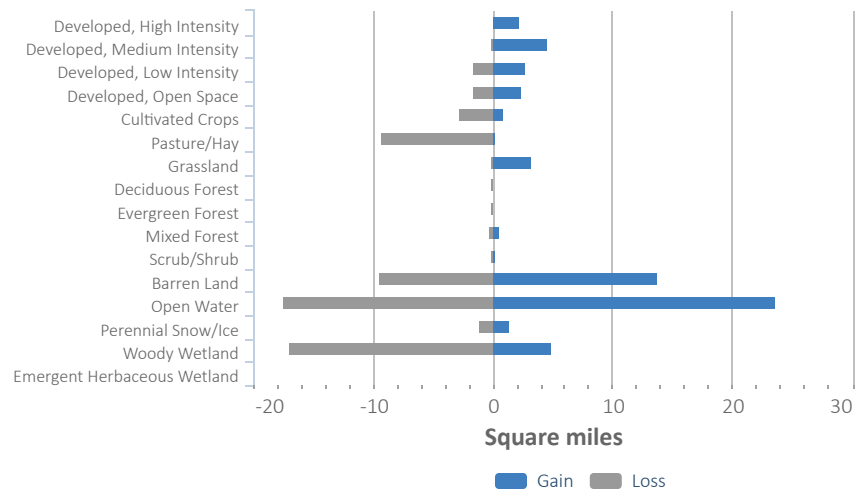 Developed, High Intensity
Developed, Medium Intensity
Developed, Low Intensity
Developed, Open Space
Cultivated Crops
Pasture/Hay
Grassland
Deciduous Forest
Evergreen Forest
Mixed Forest
Scrub/Shrub
Barren Land
Open Water
Perennial Snow/Ice
Woody Wetland
Emergent Herbaceous Wetland
-20 -10 0 10 20 30
Square miles
Gain Loss